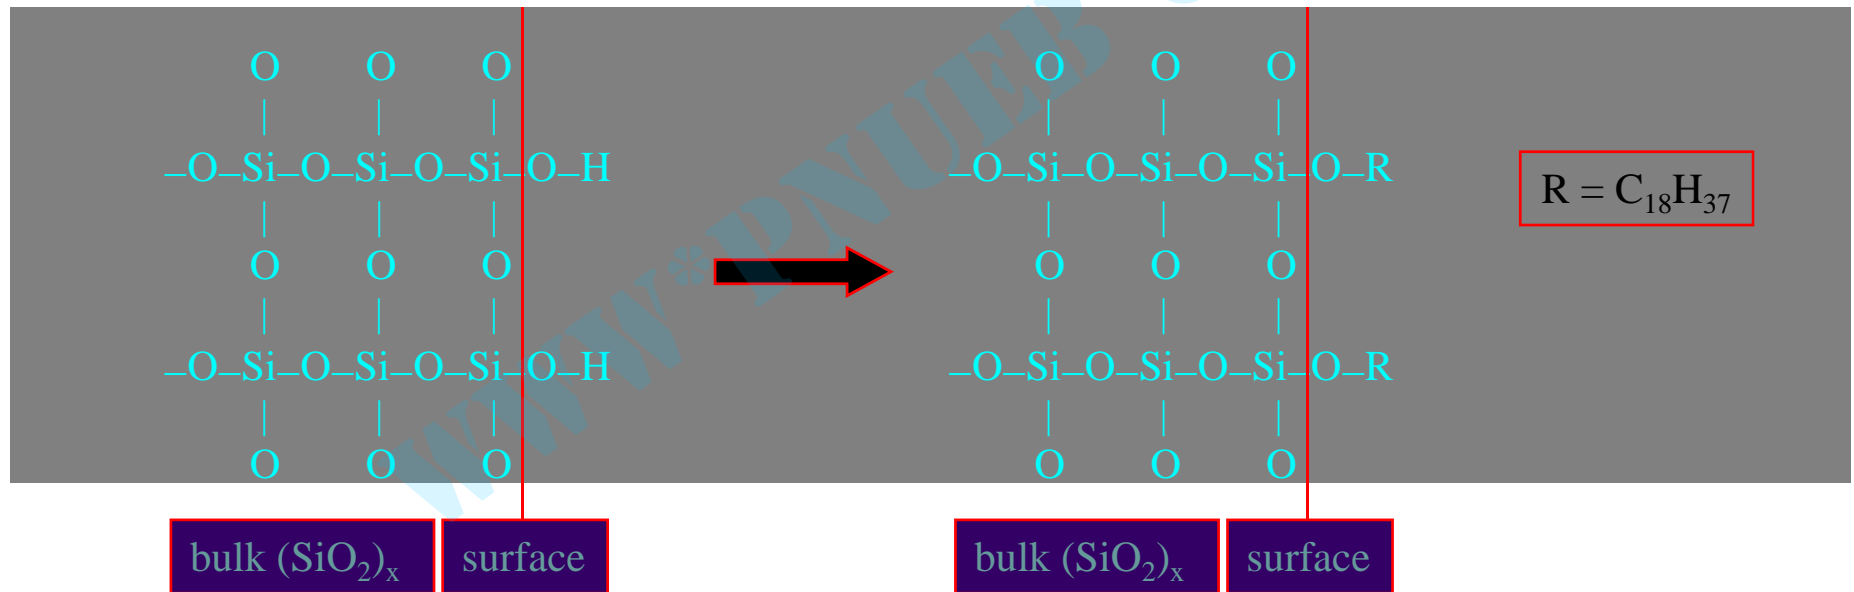 O O O O O O
| | | | | |
–O–Si–O–Si–O–Si–O–H –O–Si–O–Si–O–Si–O–R
R = C₁₈H₃₇
| | | | | |
O O O O O O
| | | | | |
–O–Si–O–Si–O–Si–O–H –O–Si–O–Si–O–Si–O–R
| | | | | |
O O O O O O
bulk (SiO₂)ₓ surface bulk (SiO₂)ₓ surface
WWW*PNUEB